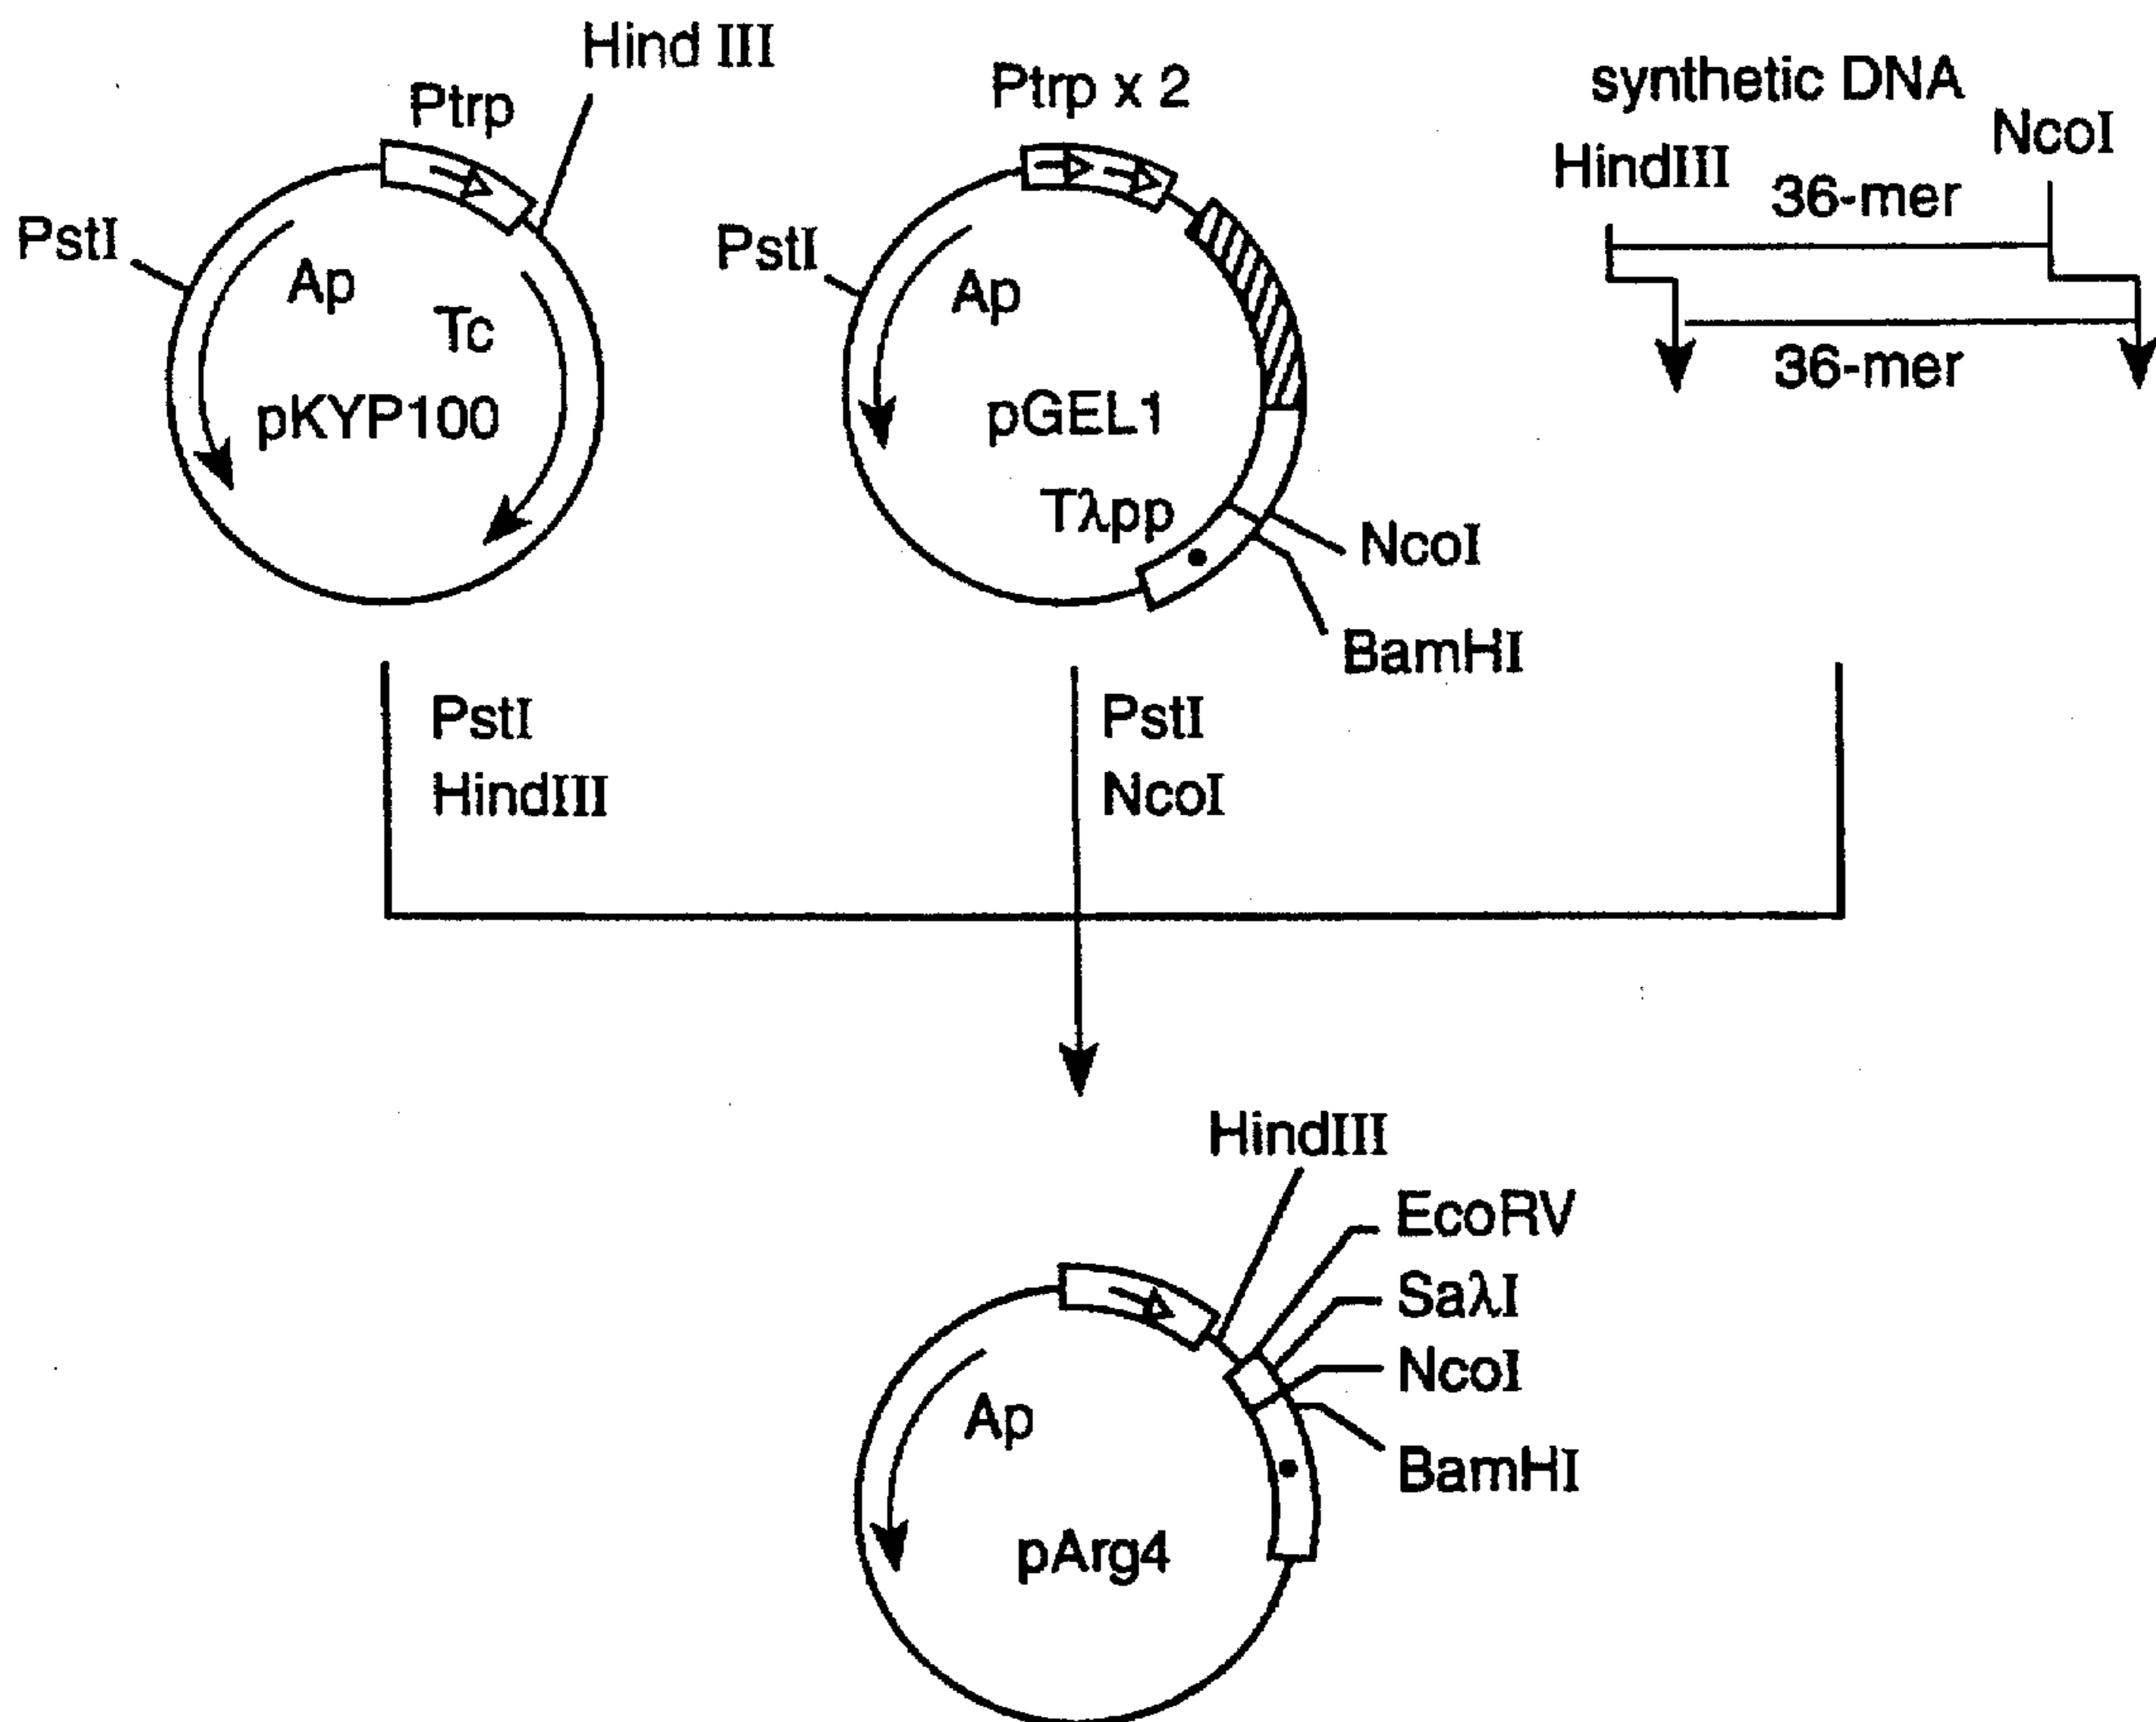 Hind III
Ptrp
PstI
Ap
Tc
pKYP100
Ptrp x 2
PstI
Ap
pGEL1
Tλpp
NcoI
BamHI
synthetic DNA
HindIII
NcoI
36-mer
36-mer
PstI
HindIII
PstI
NcoI
HindIII
EcoRV
SaλI
NcoI
BamHI
Ap
pArg4